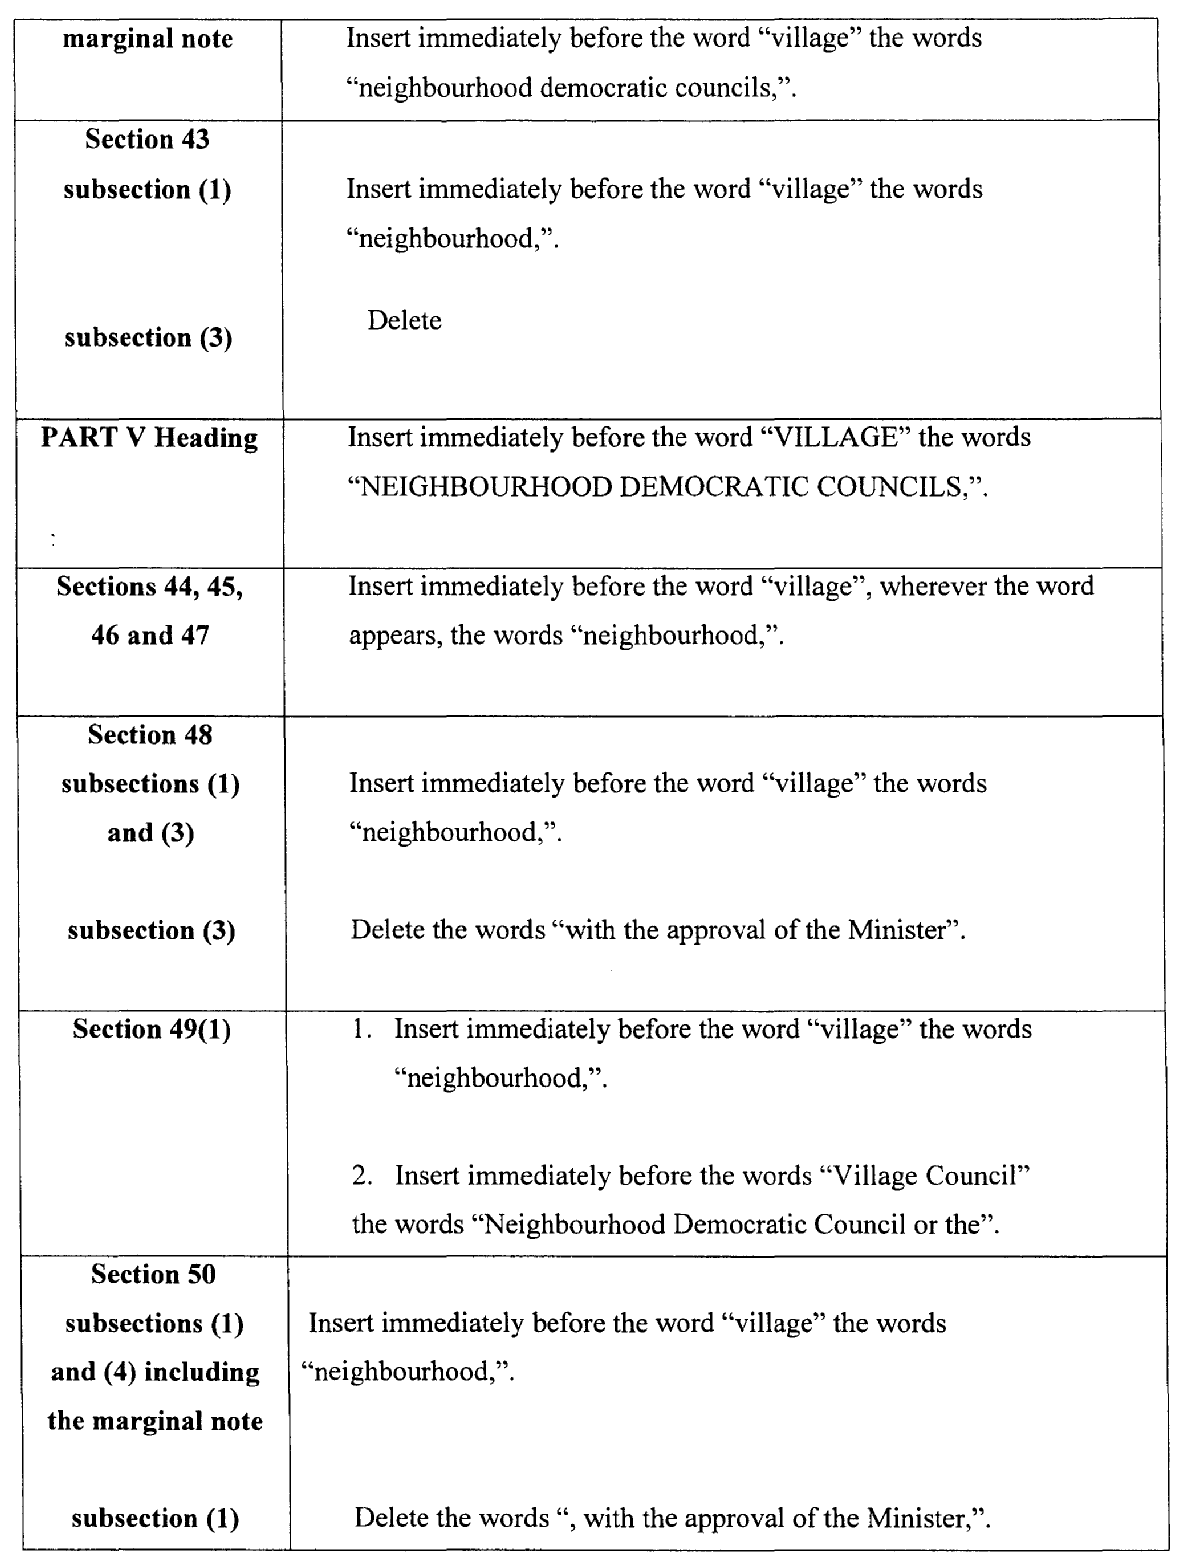 marginal note
Insert immediately before the word “village” the words
“neighbourhood democratic councils,”.
Section 43
subsection (1)
Insert immediately before the word “village” the words
“neighbourhood,”.
subsection (3)
Delete
PART V Heading
Insert immediately before the word “VILLAGE” the words
“NEIGHBOURHOOD DEMOCRATIC COUNCILS,”.
:
Sections 44, 45,
46 and 47
Insert immediately before the word “village”, wherever the word
appears, the words “neighbourhood,”.
Section 48
subsections (1)
and (3)
Insert immediately before the word “village” the words
“neighbourhood,”.
subsection (3)
Delete the words “with the approval of the Minister”.
Section 49(1)
1. Insert immediately before the word “village” the words
“neighbourhood,”.
2. Insert immediately before the words “Village Council”
the words “Neighbourhood Democratic Council or the”.
Section 50
subsections (1)
and (4) including
the marginal note
Insert immediately before the word “village” the words
“neighbourhood,”.
subsection (1)
Delete the words “, with the approval of the Minister,”.